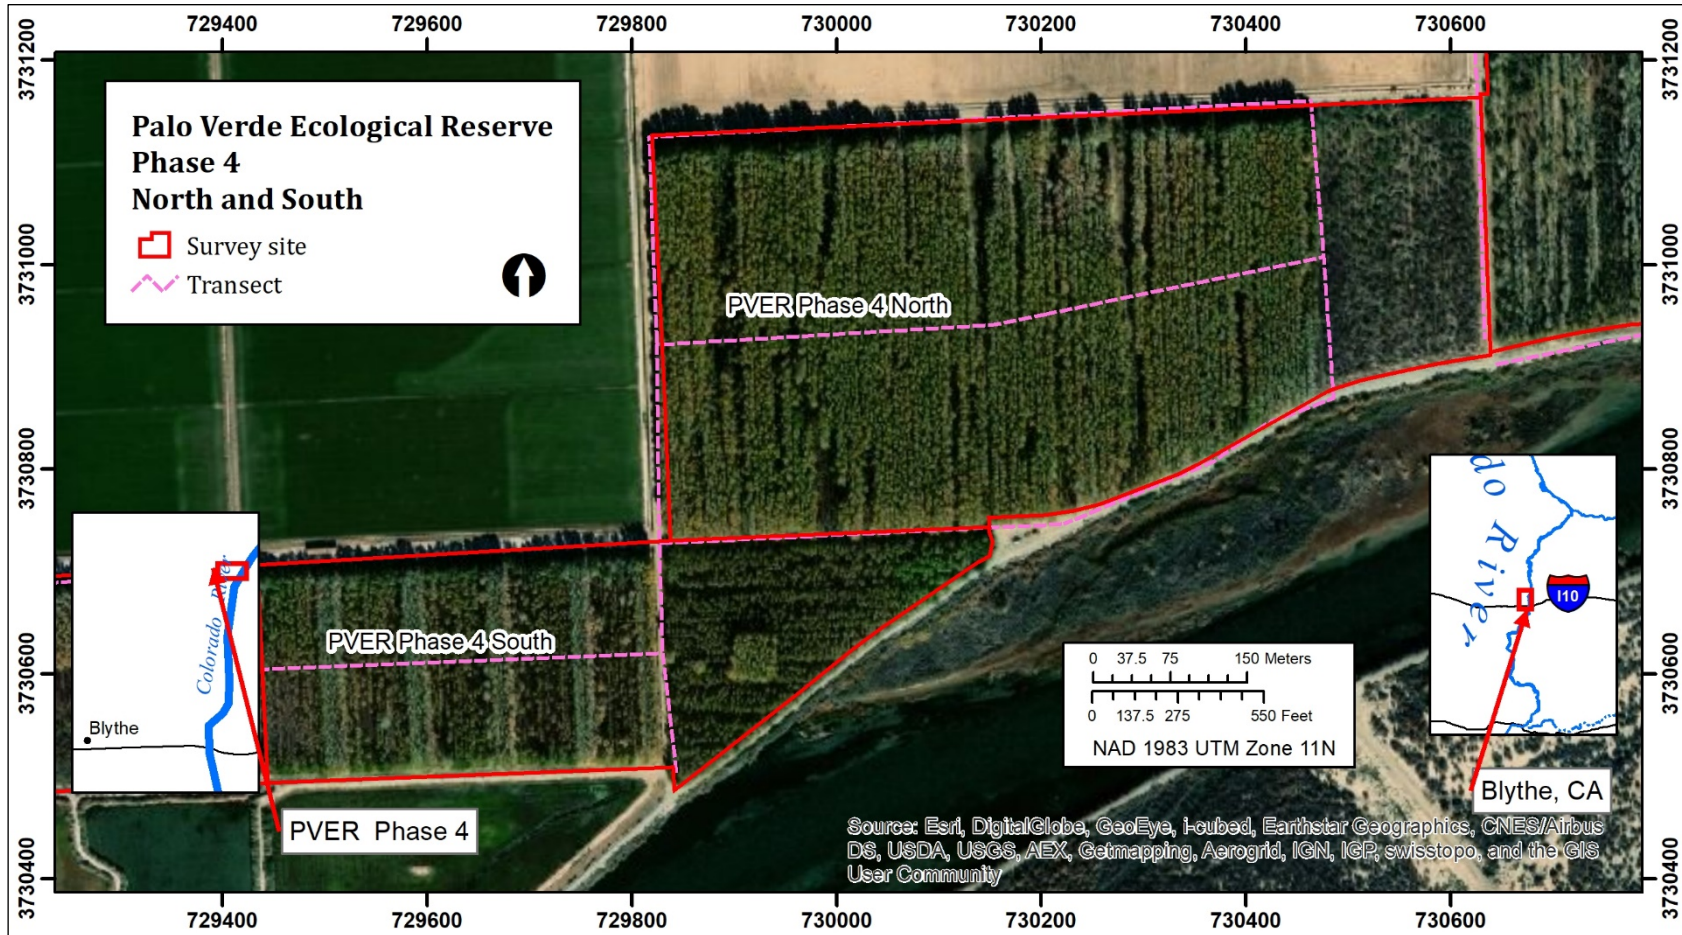 729400 729600 729800 730000 730200 730400 730600
3731200
3731200
Palo Verde Ecological Reserve
Phase 4
North and South
Survey site
Transect
3731000
3731000
PVER Phase 4 North
3730800
3730800
do River
I10
Colorado River
Blythe
PVER Phase 4 South
3730600
3730600
0 37.5 75 150 Meters
0 137.5 275 550 Feet
NAD 1983 UTM Zone 11N
Blythe, CA
PVER Phase 4
Source: Esri, DigitalGlobe, GeoEye, i-cubed, Earthstar Geographics, CNES/Airbus
DS, USDA, USGS, AEX, Getmapping, Aerogrid, IGN, IGP, swisstopo, and the GIS
User Community
3730400
3730400
729400 729600 729800 730000 730200 730400 730600